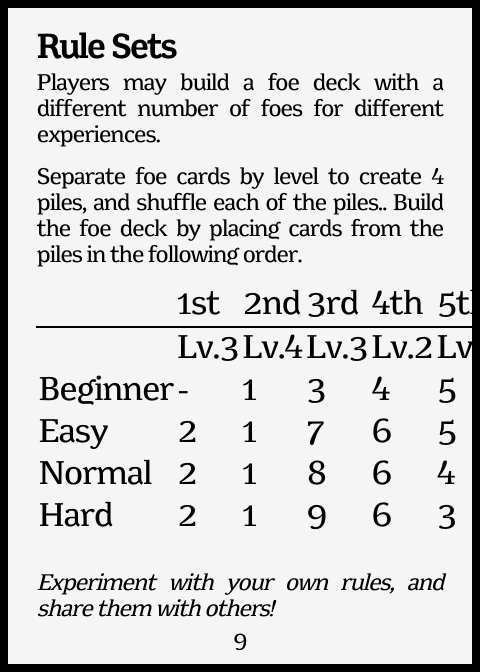 Rule Sets
Players may build a foe deck with a
different number of foes for different
experiences.
Separate foe cards by level to create 4
piles, and shuffle each of the piles.. Build
the foe deck by placing cards from the
piles in the following order.
1st 2nd 3rd 4th 5t
Lv.3 Lv.4 Lv.3 Lv.2 Lv
Beginner - 1 3 4 5
Easy 2 1 7 6 5
Normal 2 1 8 6 4
Hard 2 1 9 6 3
Experiment with your own rules, and
share them with others!
9